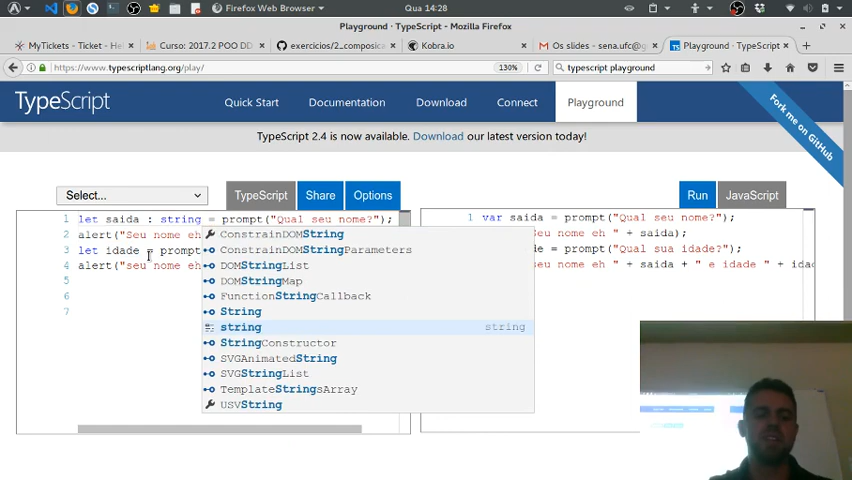 Firefox Web Browser
Qua 14:28
Playground · TypeScript - Mozilla Firefox
MyTickets - Ticket - Hel
Curso: 2017.2 POO DD
exercicios/2_composica
Kobra.io
Os slides - sena.ufc@gm
Playground · TypeScript
https://www.typescriptlang.org/play/
130%
typescript playground
TypeScript
Quick Start
Documentation
Download
Connect
Playground
Fork me on GitHub
TypeScript 2.4 is now available. Download our latest version today!
Select...
TypeScript
Share
Options
Run
JavaScript
1 let saida : string = prompt("Qual seu nome?");
2 alert("Seu nome eh
3 let idade = prompt
4 alert("seu nome eh
5
6
7
ConstrainDOMString
ConstrainDOMStringParameters
DOMStringList
DOMStringMap
FunctionStringCallback
String
string string
StringConstructor
SVGAnimatedString
SVGStringList
TemplateStringsArray
USVString
1 var saida = prompt("Qual seu nome?");
seu nome eh " + saida);
de = prompt("Qual sua idade?");
seu nome eh " + saida + " e idade " + idad